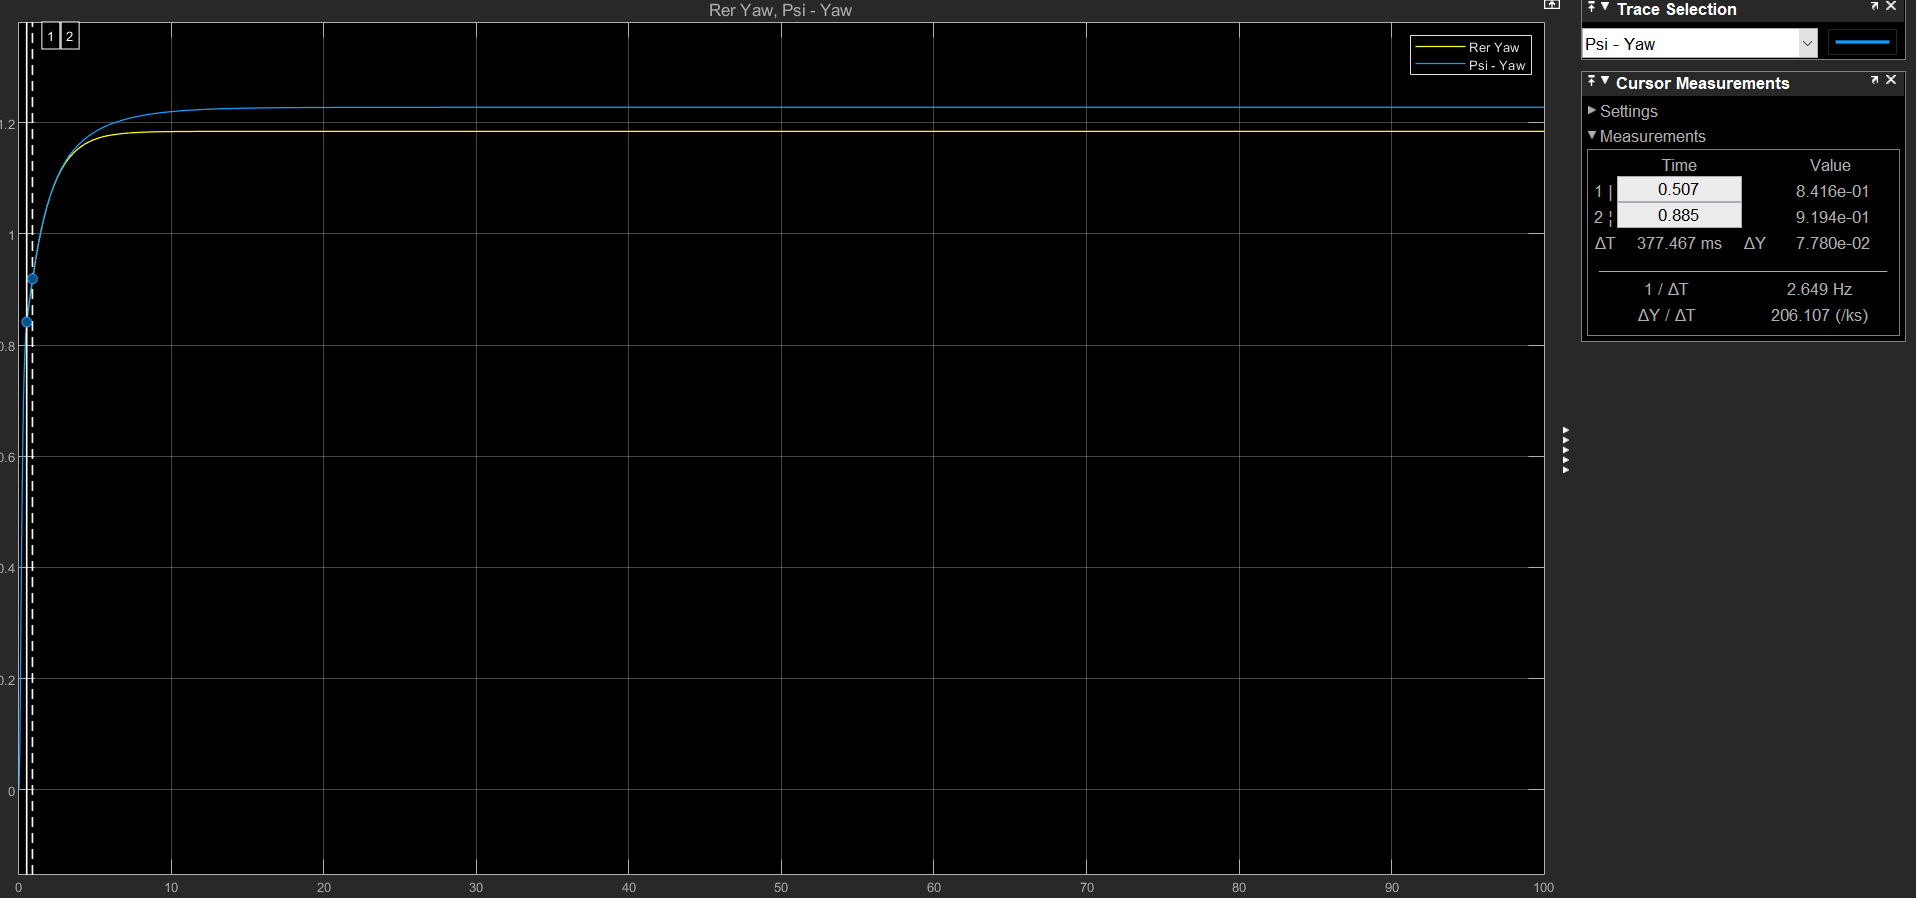 Rer Yaw, Psi - Yaw
1 2
Rer Yaw
Psi - Yaw
1.2
1
0.8
0.6
0.4
0.2
0
0 10 20 30 40 50 60 70 80 90 100
Trace Selection
Psi - Yaw
Cursor Measurements
Settings
Measurements
Time Value
1 | 0.507 8.416e-01
2 ¦ 0.885 9.194e-01
ΔT 377.467 ms ΔY 7.780e-02
1 / ΔT 2.649 Hz
ΔY / ΔT 206.107 (/ks)